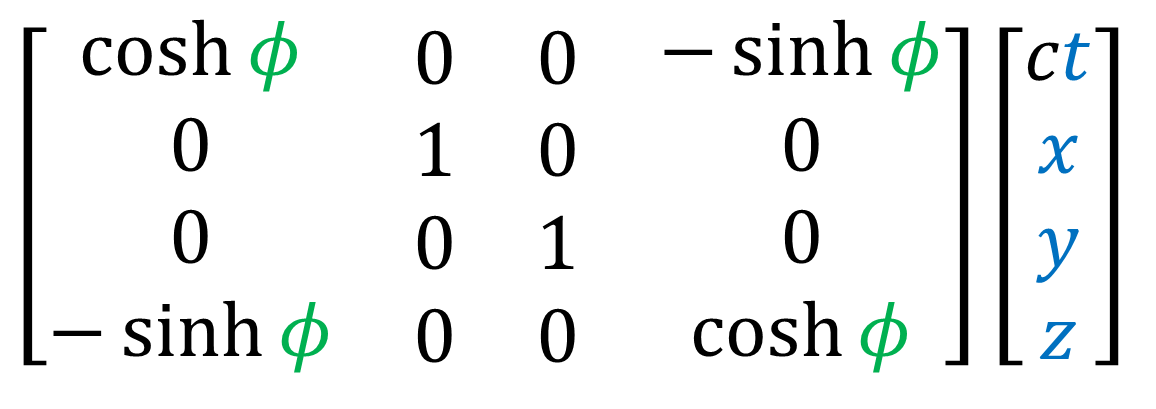 cosh ϕ 0 0 − sinh ϕ ct
0 1 0 0 x
0 0 1 0 y
− sinh ϕ 0 0 cosh ϕ z